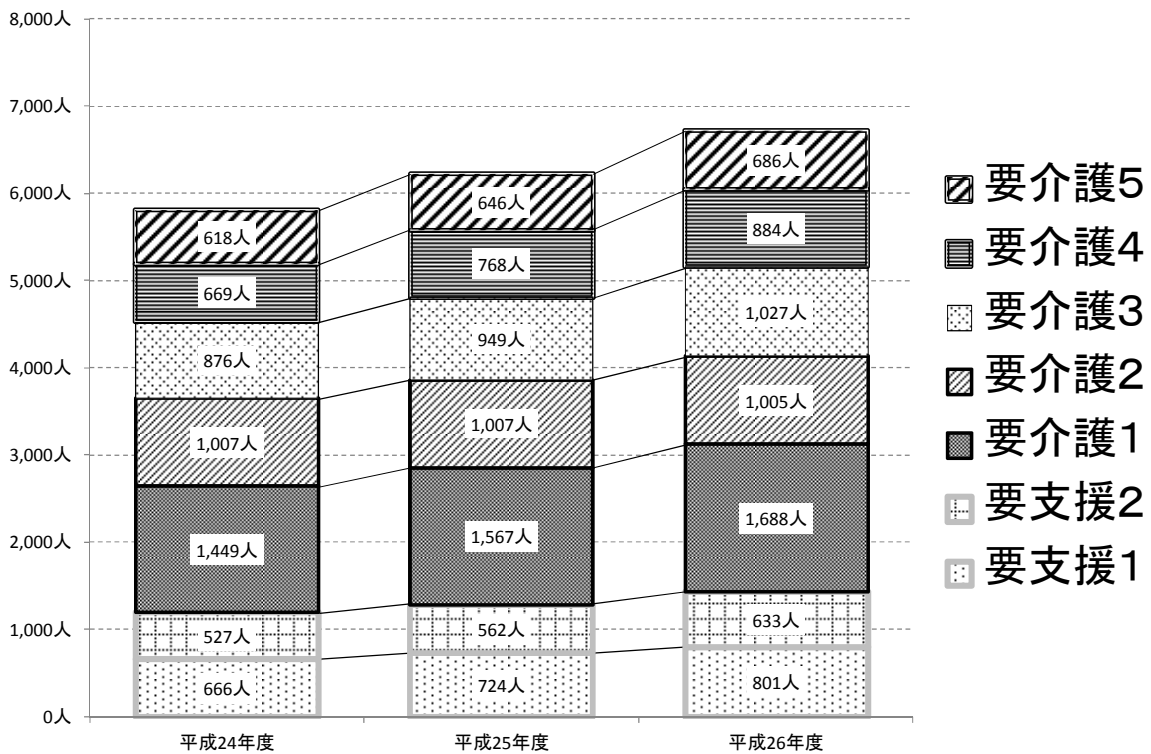 8,000人
7,000人
6,000人
5,000人
4,000人
3,000人
2,000人
1,000人
0人
618人
669人
876人
1,007人
1,449人
527人
666人
646人
768人
949人
1,007人
1,567人
562人
724人
686人
884人
1,027人
1,005人
1,688人
633人
801人
平成24年度
平成25年度
平成26年度
要介護5
要介護4
要介護3
要介護2
要介護1
要支援2
要支援1